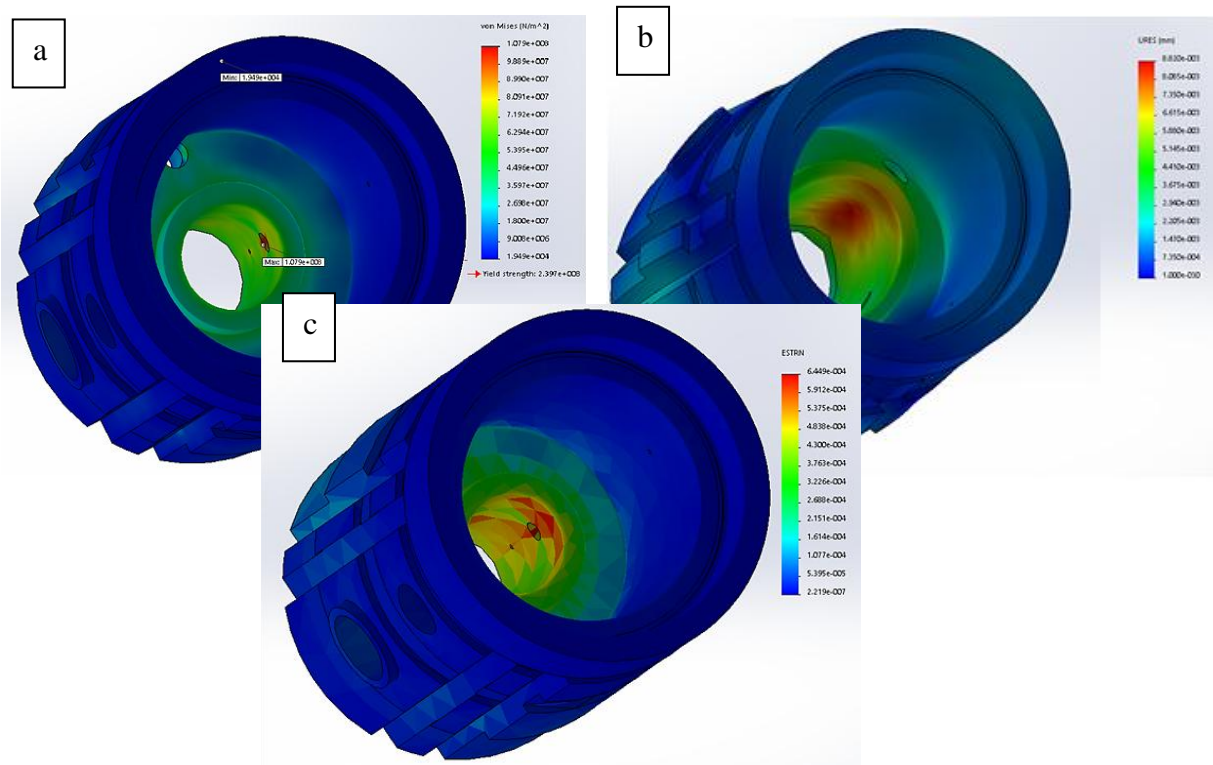 a
von Mises (N/m^2)
1.079e+008
9.889e+007
8.990e+007
8.091e+007
7.192e+007
6.294e+007
5.395e+007
4.496e+007
3.597e+007
2.698e+007
1.800e+007
9.008e+006
1.949e+004
Yield strength: 2.397e+008
Min: 1.949e+004
Max: 1.079e+008
b
URES (mm)
8.820e-003
8.085e-003
7.350e-003
6.615e-003
5.880e-003
5.145e-003
4.410e-003
3.675e-003
2.940e-003
2.205e-003
1.470e-003
7.350e-004
1.000e-030
c
ESTRN
6.449e-004
5.912e-004
5.375e-004
4.838e-004
4.300e-004
3.763e-004
3.226e-004
2.688e-004
2.151e-004
1.614e-004
1.077e-004
5.395e-005
2.219e-007